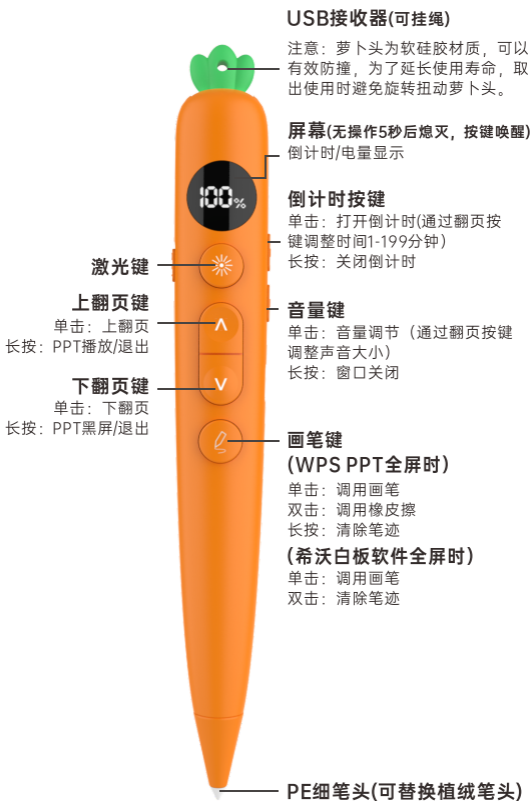 USB接收器(可挂绳)
注意：萝卜头为软硅胶材质，可以
有效防撞，为了延长使用寿命，取
出使用时避免旋转扭动萝卜头。
屏幕(无操作5秒后熄灭，按键唤醒)
倒计时/电量显示
100%
倒计时按键
单击：打开倒计时(通过翻页按
键调整时间1-199分钟）
长按：关闭倒计时
激光键
上翻页键
单击：上翻页
长按：PPT播放/退出
音量键
单击：音量调节（通过翻页按键
调整声音大小）
长按：窗口关闭
下翻页键
单击：下翻页
长按：PPT黑屏/退出
画笔键
(WPS PPT全屏时）
单击：调用画笔
双击：调用橡皮擦
长按：清除笔迹
(希沃白板软件全屏时）
单击：调用画笔
双击：清除笔迹
PE细笔头(可替换植绒笔头)